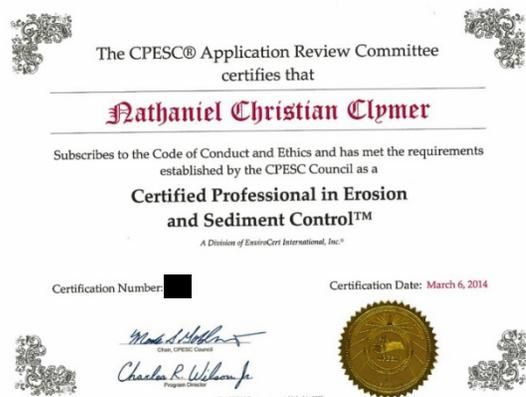 The CPESC® Application Review Committee
certifies that
Nathaniel Christian Clymer
Subscribes to the Code of Conduct and Ethics and has met the requirements
established by the CPESC Council as a
Certified Professional in Erosion
and Sediment Control™
A Division of EnviroCert International, Inc.®
Certification Number:
Certification Date: March 6, 2014
Chair, CPESC Council
Charles R. Wilson Jr
Program Director